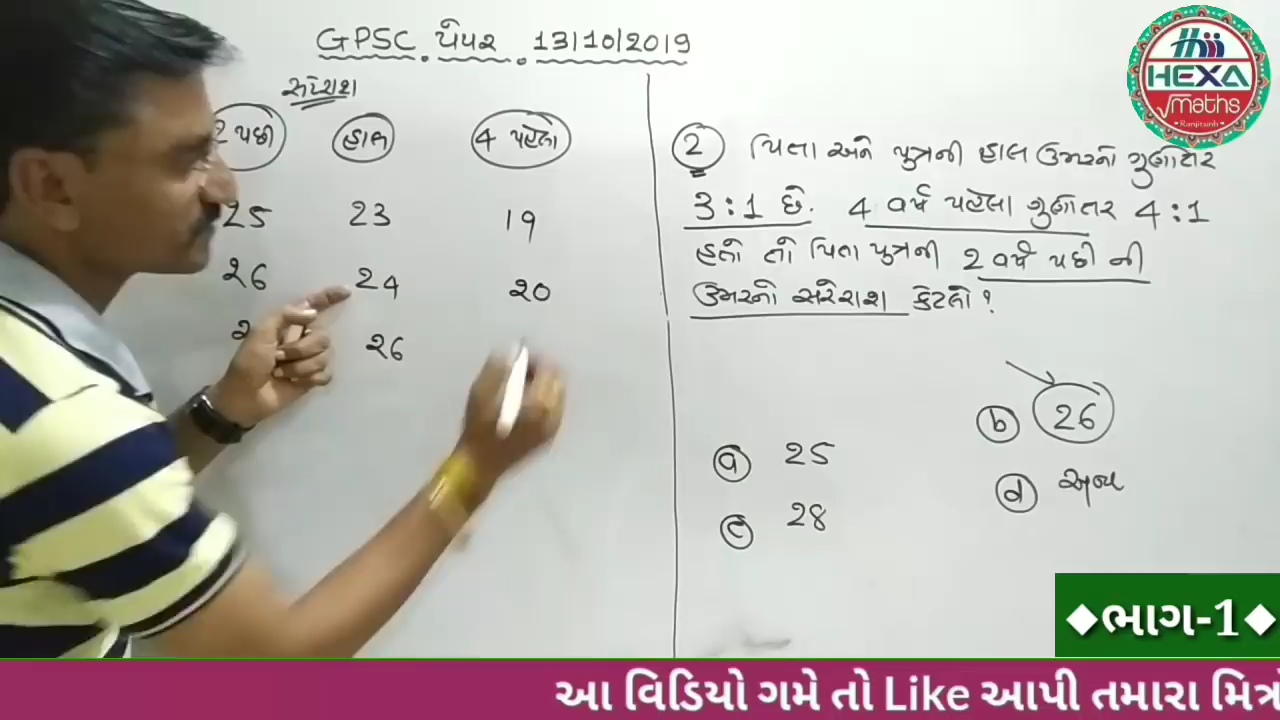 GPSC પેપર 13/10/2019
સરેરાશ
2 પછી હાલ 4 પહેલા
25 23 19
26 24 20
26
2 પિતા અને પુત્રની હાલ ઉંમરનો ગુણોત્તર
3:1 છે. 4 વર્ષ પહેલા ગુણોત્તર 4:1
હતો તો પિતા પુત્રની 2 વર્ષ પછી ની
ઉંમરનો સરેરાશ કેટલો?
a 25
b 26
c 28
d અન્ય
HEXA
maths
Ranjitsinh
◆ભાગ-1◆
આ વિડિયો ગમે તો Like આપી તમારા મિત્ર